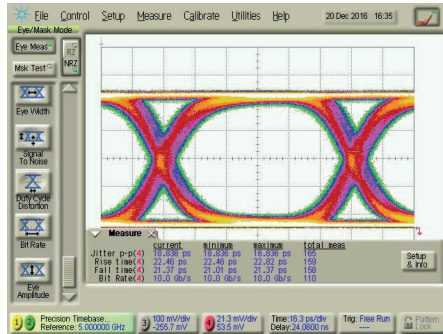 File Control Setup Measure Calibrate Utilities Help 20 Dec 2016 16:35
Eye/Mask Mode
Eye Meas
RZ
NRZ
Msk Test
Eye Width
Signal
To Noise
Duty Cycle
Distortion
Bit Rate
Eye
Amplitude
Measure
current minimum maximum total meas
Jitter p-p(4) 18.836 ps 18.836 ps 18.836 ps 165
Rise time(4) 22.46 ps 22.46 ps 22.82 ps 159
Fall time(4) 21.37 ps 21.01 ps 21.37 ps 158
Bit Rate(4) 10.0 Gb/s 10.0 Gb/s 10.0 Gb/s 110
Setup
& Info
1 2 Precision Timebase...
Reference: 5.000000 GHz
3 100 mV/div
-255.7 mV
4 21.3 mV/div
53.5 mV
Time:16.3 ps/div
Delay:24.0600 ns
Trig: Free Run
---
Pattern
Lock